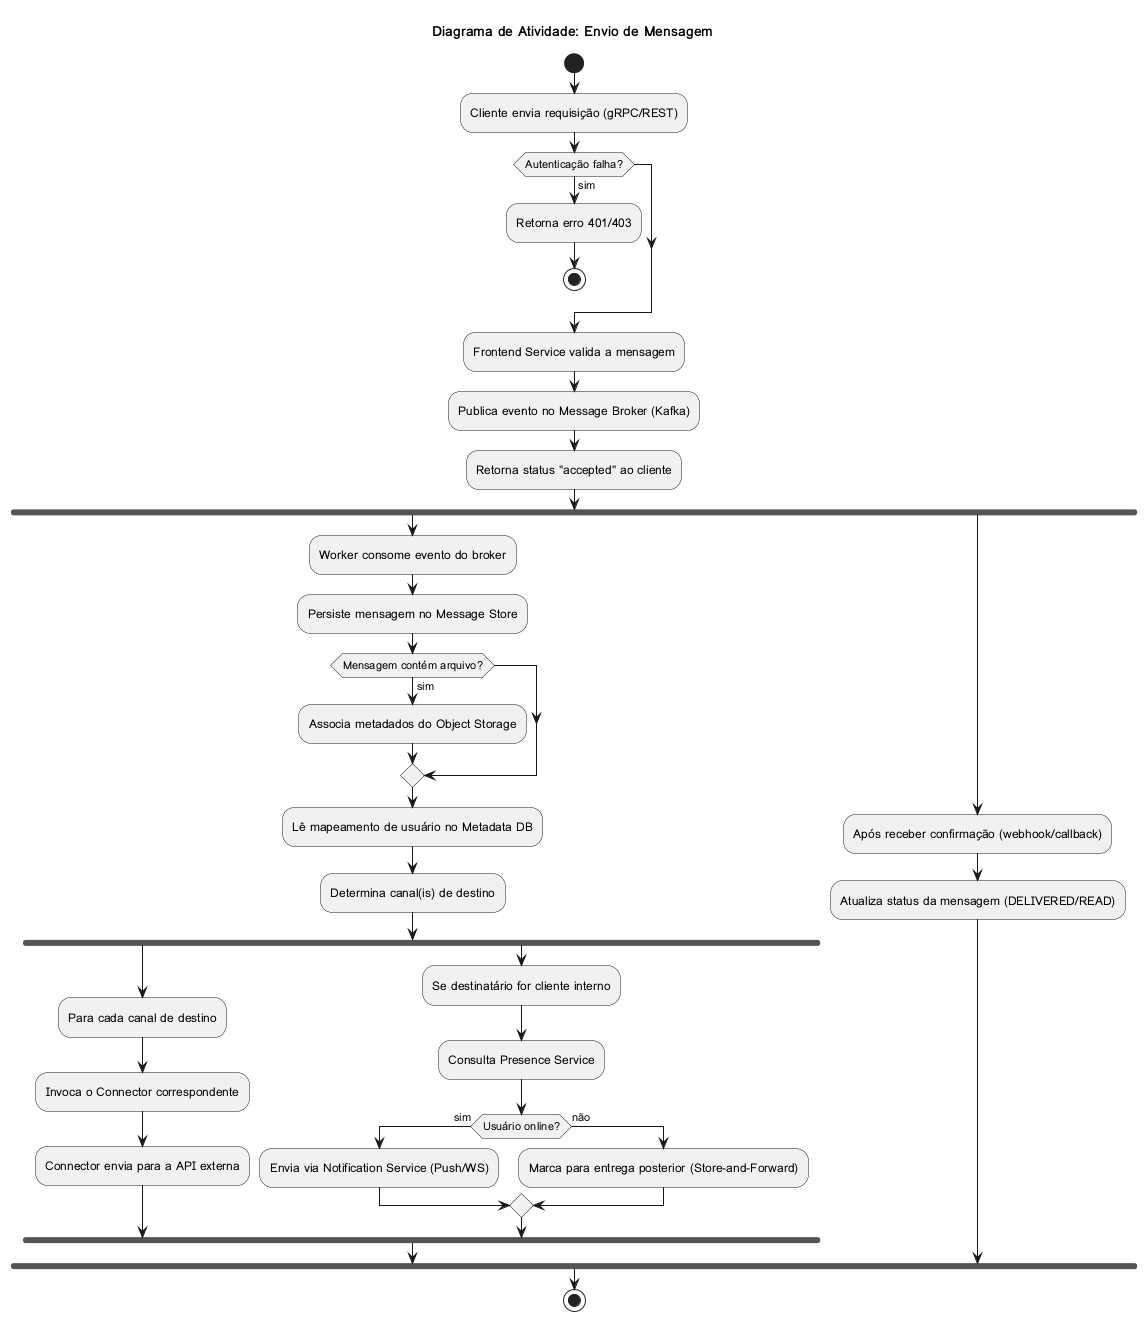 Diagrama de Atividade: Envio de Mensagem
Cliente envia requisição (gRPC/REST)
Autenticação falha?
sim
Retorna erro 401/403
Frontend Service valida a mensagem
Publica evento no Message Broker (Kafka)
Retorna status "accepted" ao cliente
Worker consome evento do broker
Persiste mensagem no Message Store
Mensagem contém arquivo?
sim
Associa metadados do Object Storage
Lê mapeamento de usuário no Metadata DB
Determina canal(is) de destino
Para cada canal de destino
Invoca o Connector correspondente
Connector envia para a API externa
Se destinatário for cliente interno
Consulta Presence Service
Usuário online?
sim
não
Envia via Notification Service (Push/WS)
Marca para entrega posterior (Store-and-Forward)
Após receber confirmação (webhook/callback)
Atualiza status da mensagem (DELIVERED/READ)